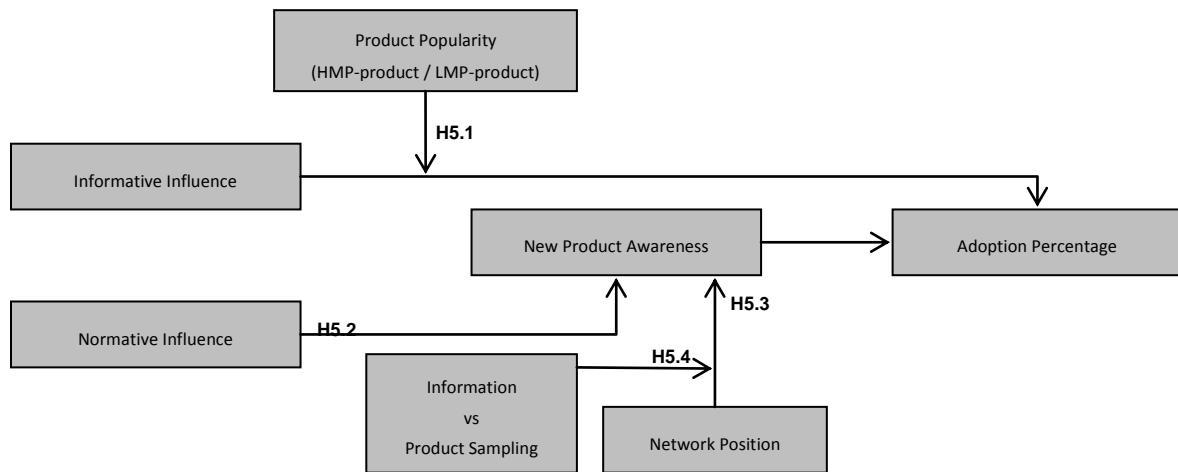 Product Popularity
(HMP-product / LMP-product)
H5.1
Informative Influence
New Product Awareness
Adoption Percentage
H5.3
Normative Influence
H5.2
H5.4
Information
vs
Product Sampling
Network Position